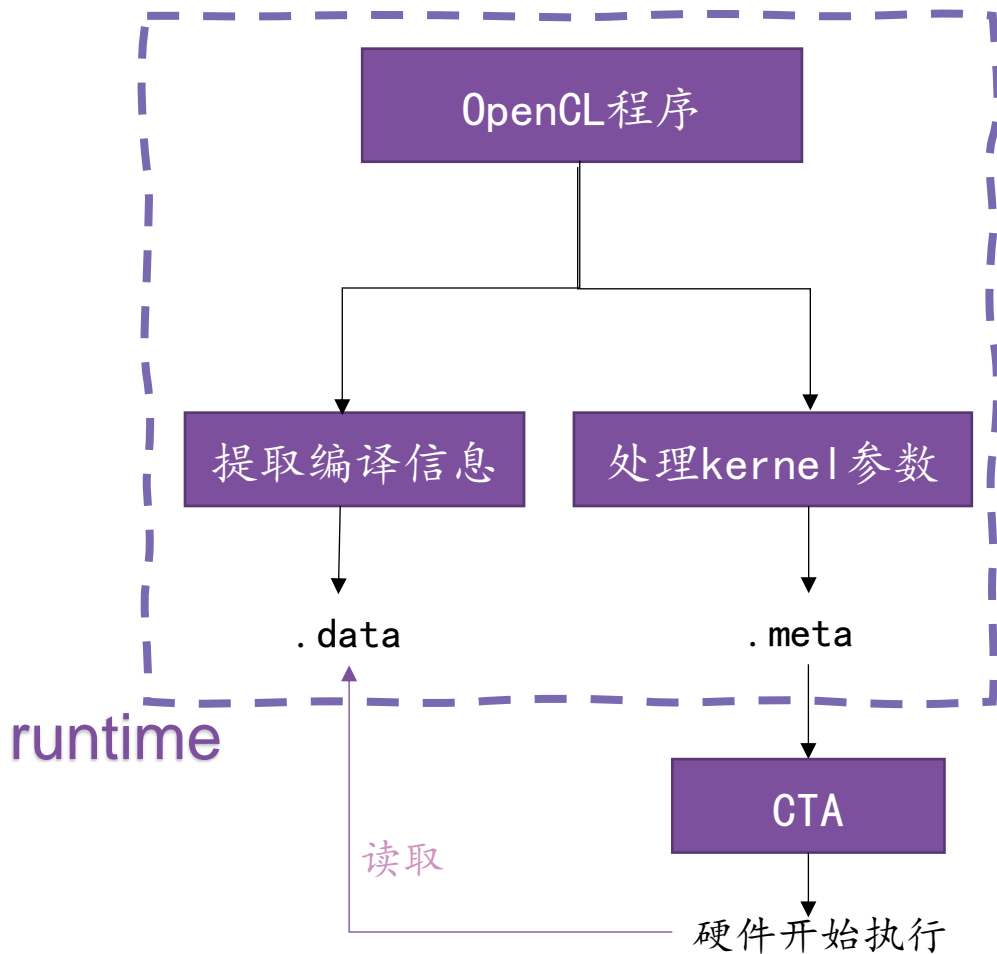 OpenCL程序
提取编译信息
处理kernel参数
.data
.meta
runtime
CTA
读取
硬件开始执行